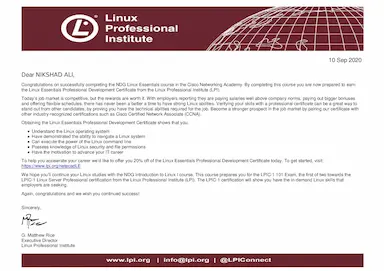 Linux
Professional
Institute
10 Sep 2020
Dear NIKSHAD ALI,
Congratulations on successfully completing the NDG Linux Essentials course in the Cisco Networking Academy. By completing this course you are now prepared to earn
the Linux Essentials Professional Development Certificate from the Linux Professional Institute (LPI).
Today's job market is competitive, but the rewards are worth it. With employers reporting they are paying salaries well above company norms, paying out bigger bonuses
and offering flexible schedules, there has never been a better time to have strong Linux abilities. Verifying your skills with a professional certificate can be a great way to
stand out from other candidates, by proving you have the technical abilities required for the job. Become a stronger prospect in the job market by pairing our certificate with
other industry-recognized certifications such as Cisco Certified Network Associate (CCNA).
Obtaining the Linux Essentials Professional Development Certificate shows that you:
Understand the Linux operating system
Have demonstrated the ability to navigate a Linux system
Can execute the power of the Linux command line
Possess knowledge of Linux security and file permissions
Have the motivation to advance your IT career
To help you accelerate your career we'd like to offer you 20% off of the Linux Essentials Professional Development Certificate today. To get started, visit:
We hope you'll continue your Linux studies with the NDG Introduction to Linux I course. This course prepares you for the LPIC-1 101 Exam, the first of two towards the
LPIC-1 Linux Server Professional certification from the Linux Professional Institute (LPI). The LPIC-1 certification will show you have the in-demand Linux skills that
employers are seeking.
Again, congratulations and we wish you continued success!
Sincerely,
G. Matthew Rice
Executive Director
Linux Professional Institute
www.lpi.org | info@lpi.org | @LPIConnect